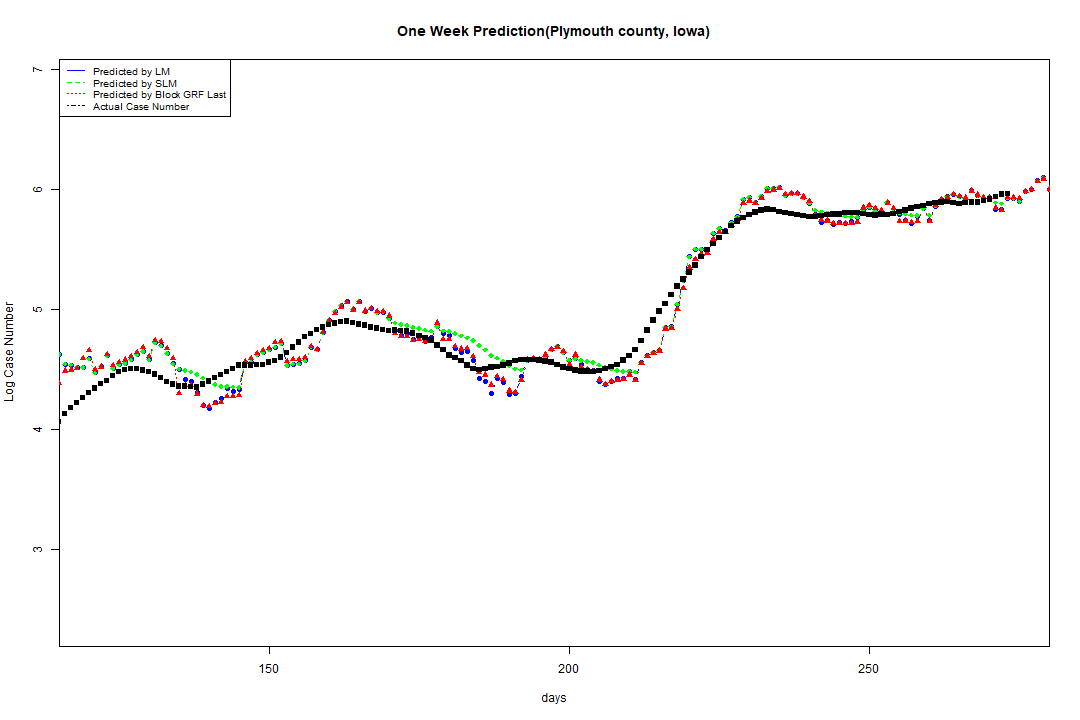 One Week Prediction(Plymouth county, Iowa)
7
Predicted by LM
Predicted by SLM
Predicted by Block GRF Last
Actual Case Number
6
5
4
3
Log Case Number
150
200
250
days